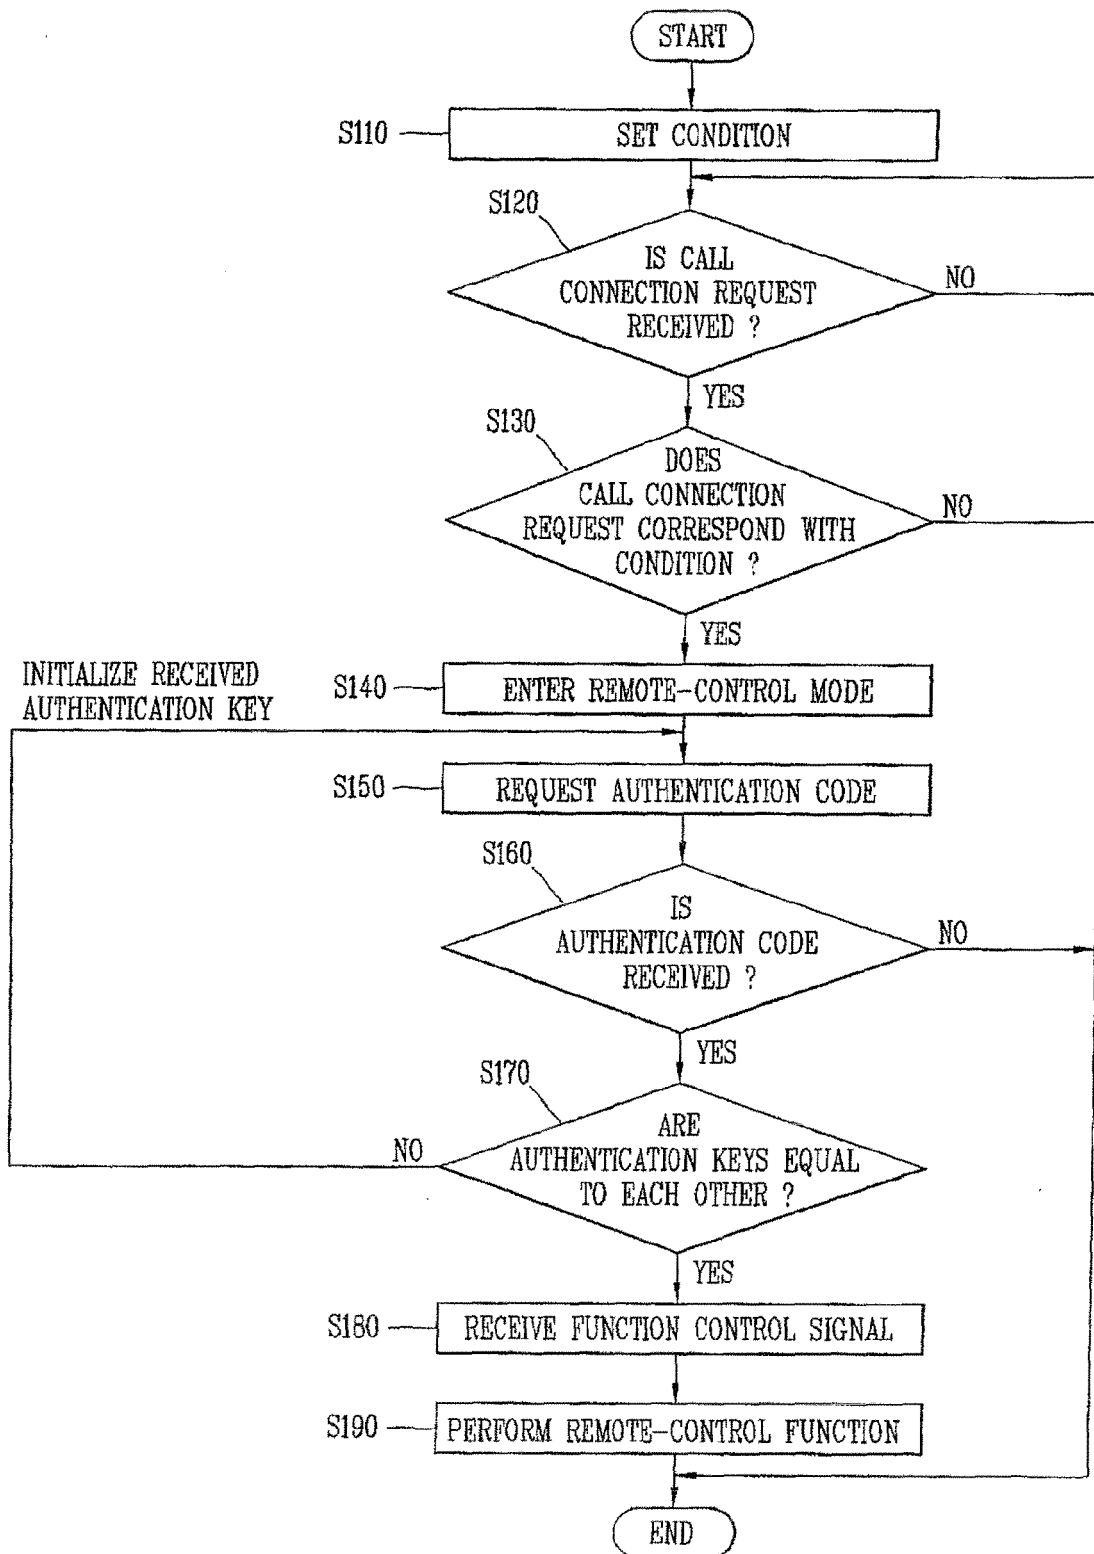 START
S110
SET CONDITION
S120
IS CALL
CONNECTION REQUEST
RECEIVED ?
NO
YES
S130
DOES
CALL CONNECTION
REQUEST CORRESPOND WITH
CONDITION ?
NO
YES
INITIALIZE RECEIVED
AUTHENTICATION KEY
S140
ENTER REMOTE-CONTROL MODE
S150
REQUEST AUTHENTICATION CODE
S160
IS
AUTHENTICATION CODE
RECEIVED ?
NO
YES
S170
ARE
AUTHENTICATION KEYS EQUAL
TO EACH OTHER ?
NO
YES
S180
RECEIVE FUNCTION CONTROL SIGNAL
S190
PERFORM REMOTE-CONTROL FUNCTION
END